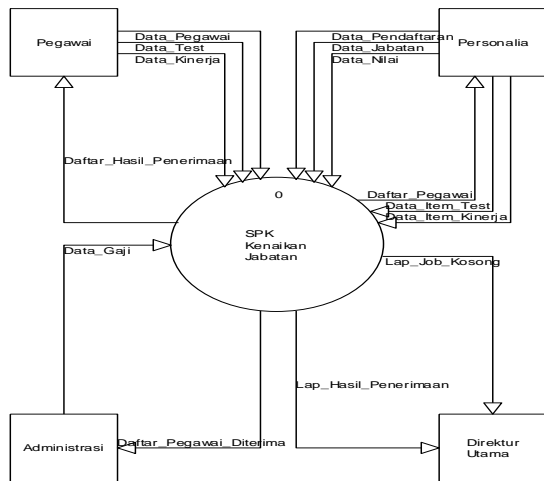 Pegawai
Data_Pegawai
Data_Test
Data_Kinerja
Data_Pendaftaran
Data_Jabatan
Data_Nilai
Personalia
Daftar_Hasil_Penerimaan
0
SPK
Kenaikan
Jabatan
Daftar_Pegawai
Data_Item_Test
Data_Item_Kinerja
Data_Gaji
Lap_Job_Kosong
Lap_Hasil_Penerimaan
Administrasi
Daftar_Pegawai_Diterima
Direktur
Utama